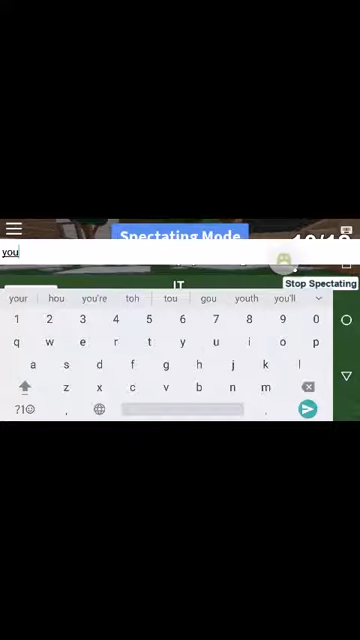 Spectating Mode
you
Stop Spectating
IT
your hou you're toh tou gou youth you'll
1 2 3 4 5 6 7 8 9 0
q w e r t y u i o p
a s d f g h j k l
z x c v b n m
?1☺ , .